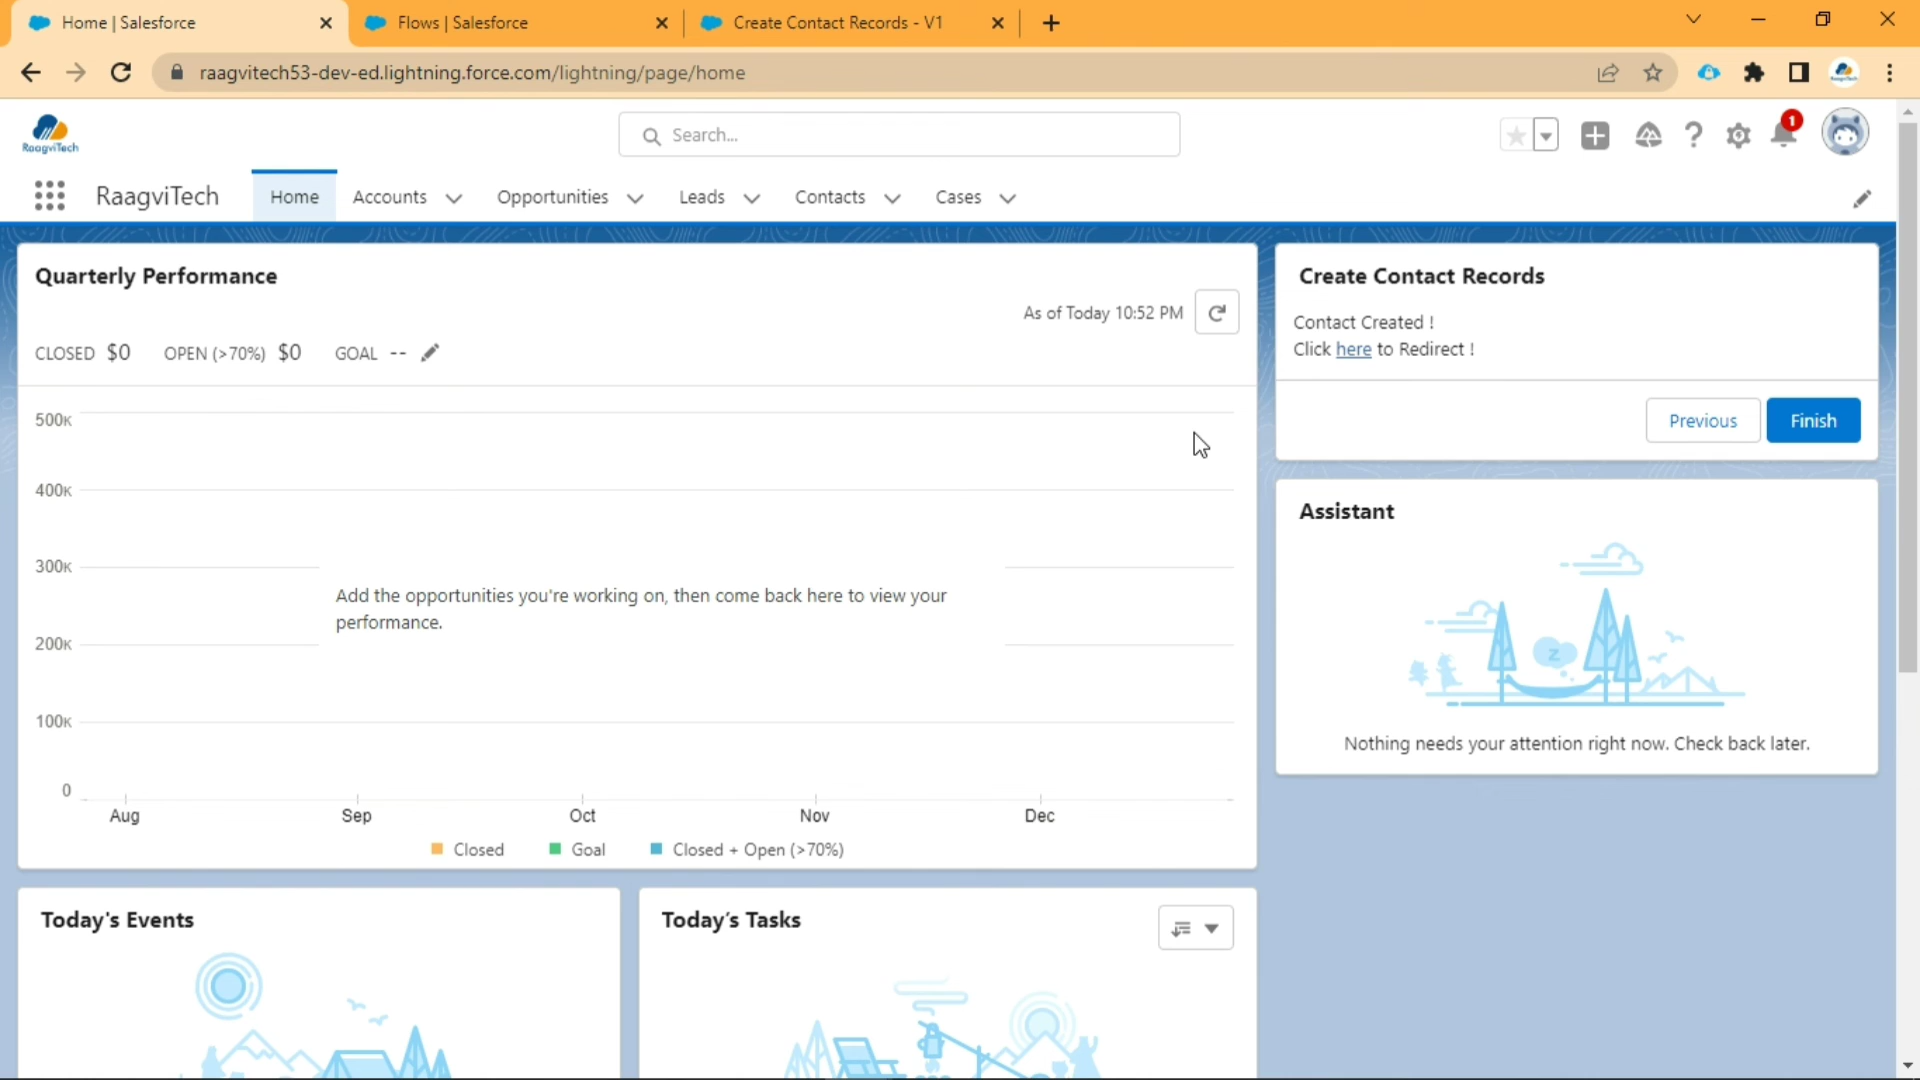 Home | Salesforce
Flows | Salesforce
Create Contact Records - V1
raagvitech53-dev-ed.lightning.force.com/lightning/page/home
RaagviTech
Search...
1
RaagviTech
Home
Accounts
Opportunities
Leads
Contacts
Cases
Quarterly Performance
As of Today 10:52 PM
CLOSED $0 OPEN (>70%) $0 GOAL --
500K
400K
300K
Add the opportunities you're working on, then come back here to view your
performance.
200K
100K
0
Aug Sep Oct Nov Dec
Closed Goal Closed + Open (>70%)
Create Contact Records
Contact Created !
Click here to Redirect !
Previous
Finish
Assistant
z
Nothing needs your attention right now. Check back later.
Today's Events
Today's Tasks